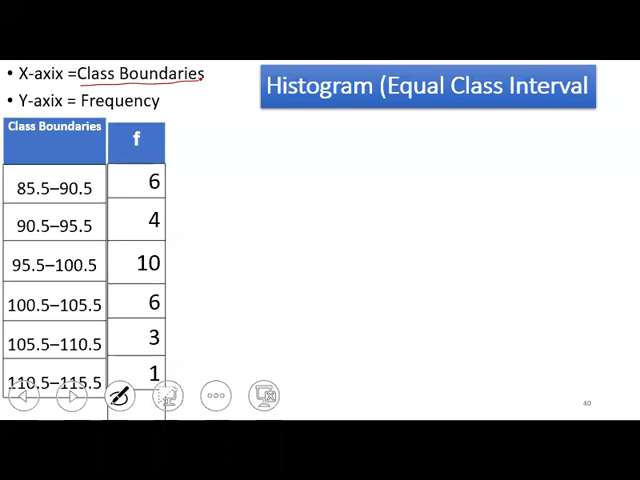 • X-axix =Class Boundaries
• Y-axix = Frequency
Histogram (Equal Class Interval
Class Boundaries f
85.5–90.5 6
90.5–95.5 4
95.5–100.5 10
100.5–105.5 6
105.5–110.5 3
110.5–115.5 1
40